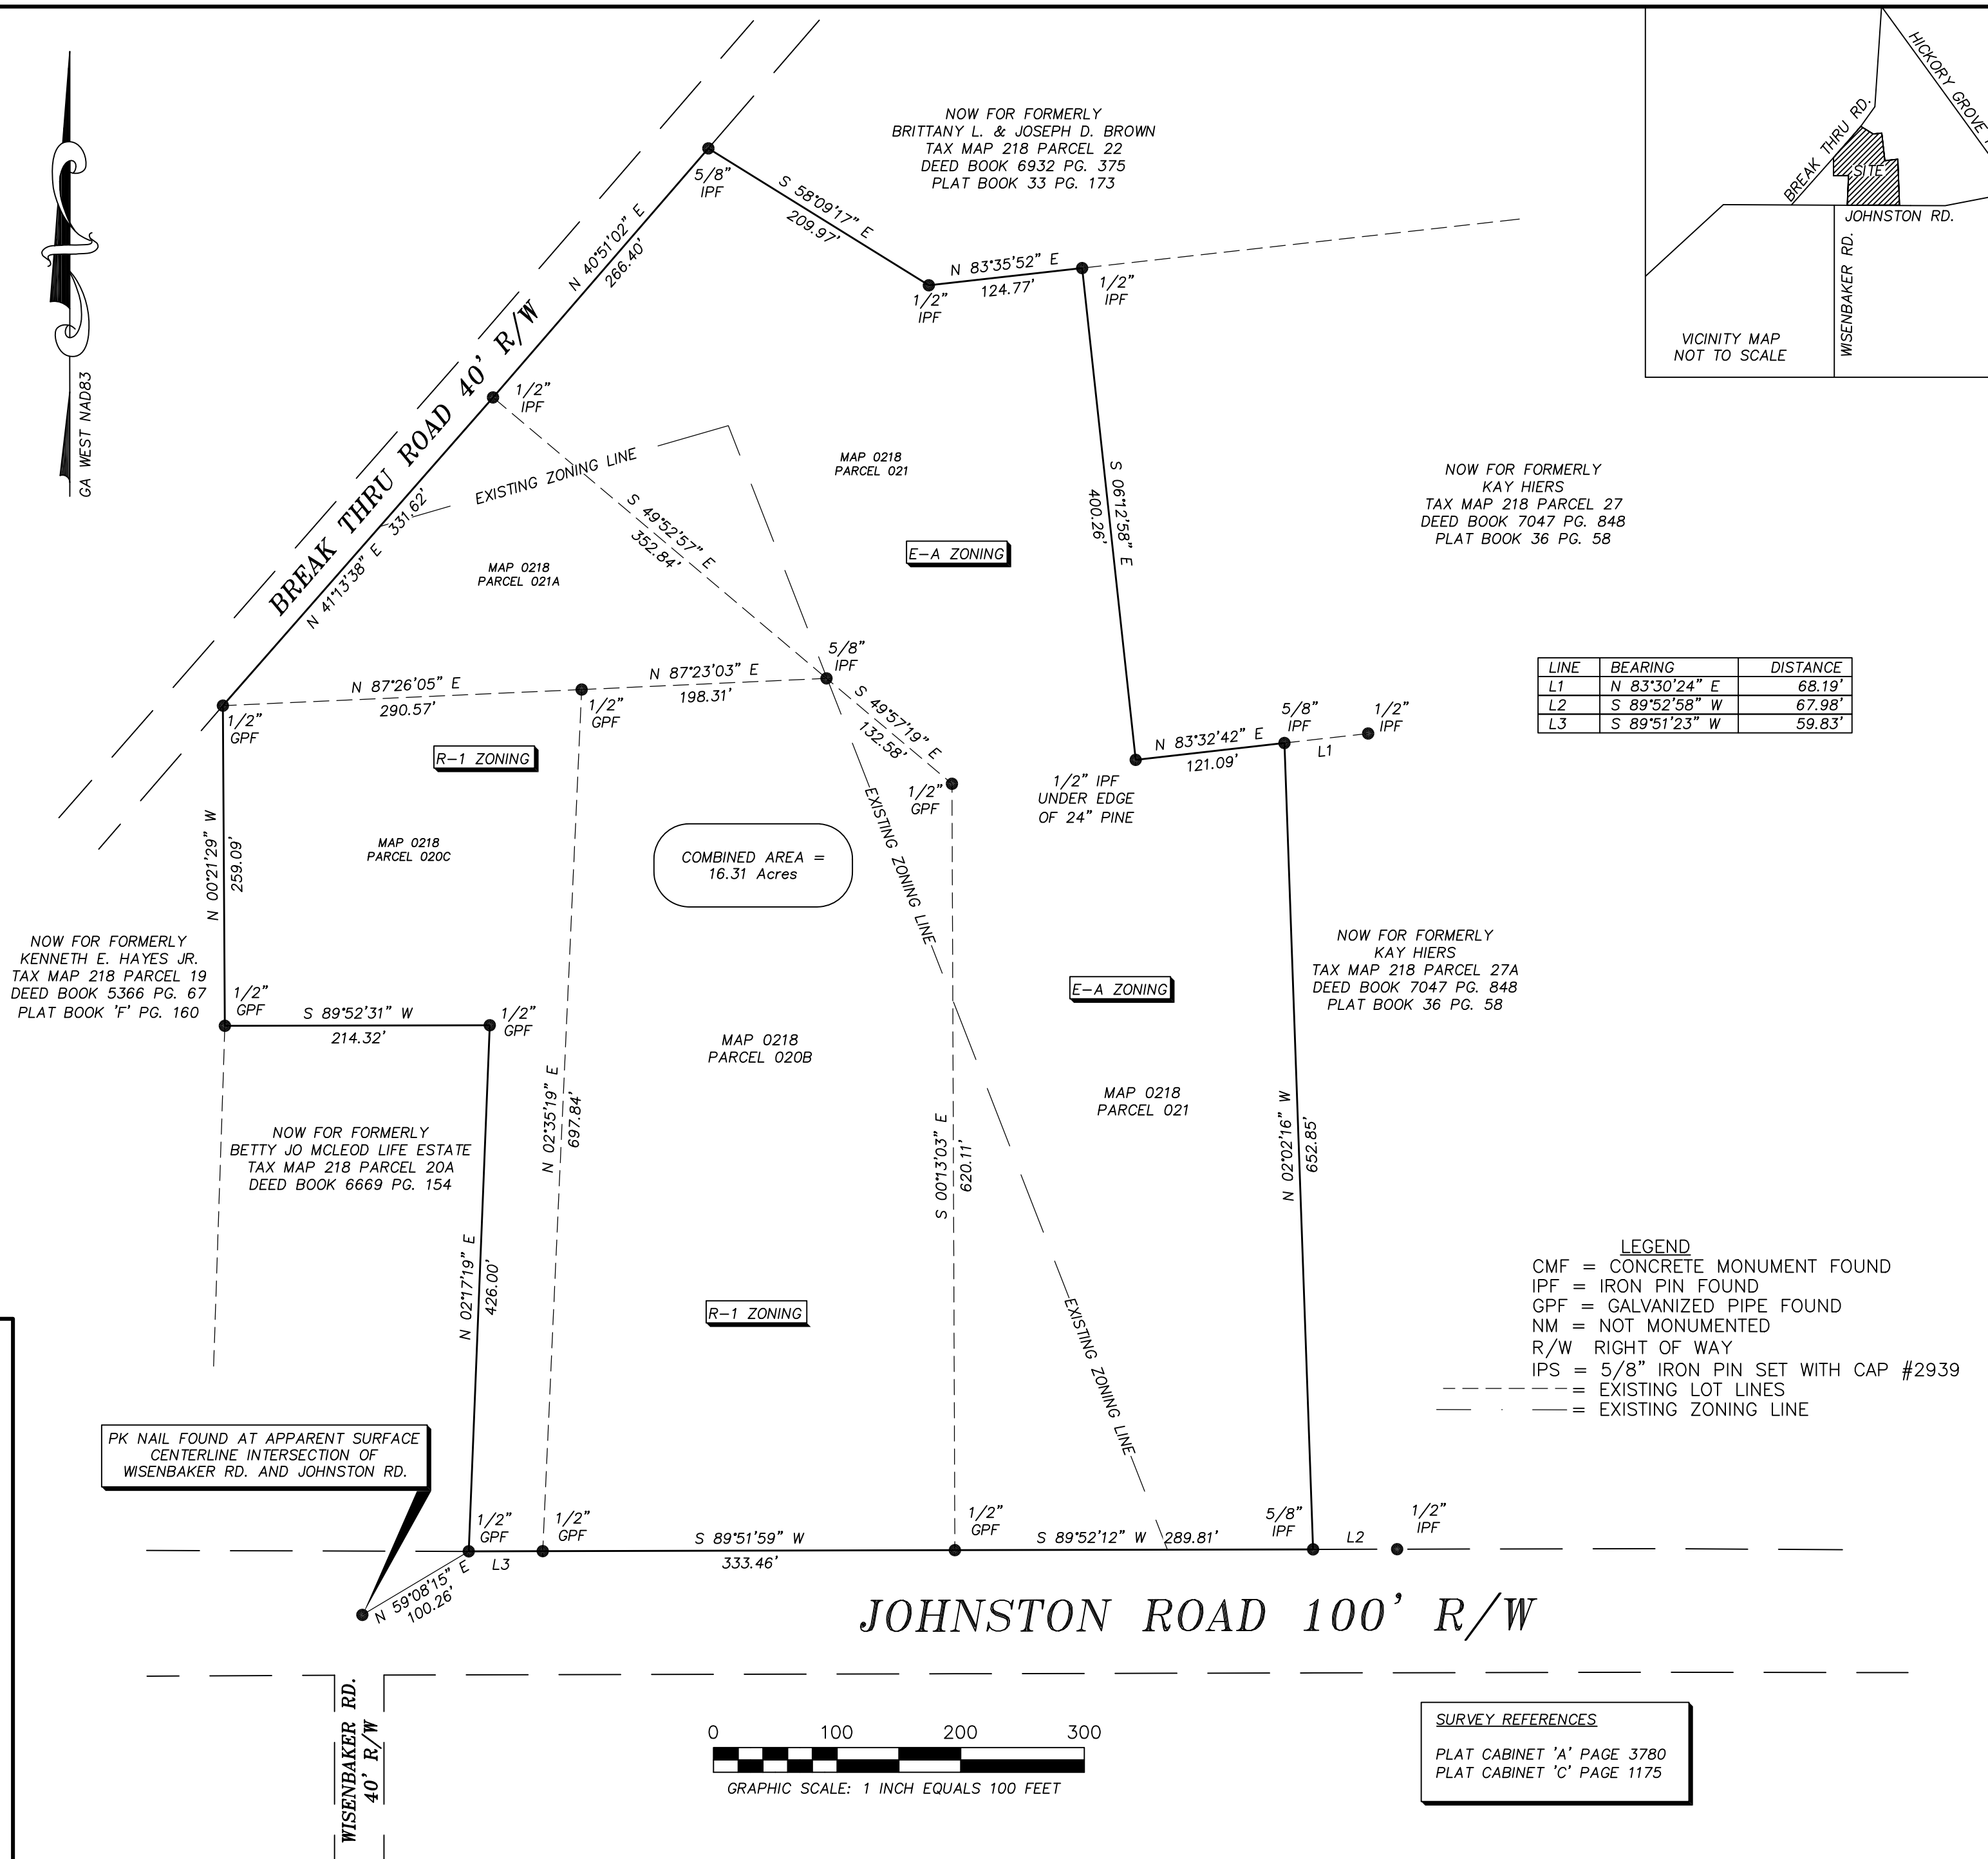 GA WEST NAD83
NOW FOR FORMERLY
BRITTANY L. & JOSEPH D. BROWN
TAX MAP 218 PARCEL 22
DEED BOOK 6932 PG. 375
PLAT BOOK 33 PG. 173
HICKORY GROVE
BREAK THRU RD.
SITE
JOHNSTON RD.
WISENBAKER RD.
VICINITY MAP
NOT TO SCALE
5/8"
IPF
S 58°09'17" E
209.97'
N 40°51'02" E
266.40'
N 83°35'52" E
124.77'
1/2"
IPF
1/2"
IPF
BREAK THRU ROAD 40' R/W
1/2"
IPF
N 41°13'38" E 331.62'
EXISTING ZONING LINE
S 49°52'57" E
352.84'
MAP 0218
PARCEL 021
S 06°12'58" E
400.26'
NOW FOR FORMERLY
KAY HIERS
TAX MAP 218 PARCEL 27
DEED BOOK 7047 PG. 848
PLAT BOOK 36 PG. 58
E-A ZONING
MAP 0218
PARCEL 021A
5/8"
IPF
N 87°26'05" E
290.57'
N 87°23'03" E
198.31'
1/2"
GPF
1/2"
GPF
S 49°57'19" E
132.58'
1/2"
GPF
LINE BEARING DISTANCE
L1 N 83°30'24" E 68.19'
L2 S 89°52'58" W 67.98'
L3 S 89°51'23" W 59.83'
5/8"
IPF
1/2"
IPF
N 83°32'42" E
121.09'
L1
1/2" IPF
UNDER EDGE
OF 24" PINE
R-1 ZONING
N 00°21'29" W
259.09'
MAP 0218
PARCEL 020C
COMBINED AREA =
16.31 Acres
EXISTING ZONING LINE
NOW FOR FORMERLY
KENNETH E. HAYES JR.
TAX MAP 218 PARCEL 19
DEED BOOK 5366 PG. 67
PLAT BOOK 'F' PG. 160
1/2"
GPF
S 89°52'31" W
214.32'
1/2"
GPF
E-A ZONING
NOW FOR FORMERLY
KAY HIERS
TAX MAP 218 PARCEL 27A
DEED BOOK 7047 PG. 848
PLAT BOOK 36 PG. 58
MAP 0218
PARCEL 020B
MAP 0218
PARCEL 021
N 02°35'19" E
697.84'
S 00°13'03" E
620.11'
N 02°02'16" W
652.85'
NOW FOR FORMERLY
BETTY JO MCLEOD LIFE ESTATE
TAX MAP 218 PARCEL 20A
DEED BOOK 6669 PG. 154
N 02°17'19" E
426.00'
R-1 ZONING
EXISTING ZONING LINE
LEGEND
CMF = CONCRETE MONUMENT FOUND
IPF = IRON PIN FOUND
GPF = GALVANIZED PIPE FOUND
NM = NOT MONUMENTED
R/W RIGHT OF WAY
IPS = 5/8" IRON PIN SET WITH CAP #2939
= EXISTING LOT LINES
= EXISTING ZONING LINE
PK NAIL FOUND AT APPARENT SURFACE
CENTERLINE INTERSECTION OF
WISENBAKER RD. AND JOHNSTON RD.
1/2"
GPF
1/2"
GPF
L3
N 59°08'15" E
100.26'
S 89°51'59" W
333.46'
1/2"
GPF
S 89°52'12" W 289.81'
5/8"
IPF
L2
1/2"
IPF
JOHNSTON ROAD 100' R/W
WISENBAKER RD.
40' R/W
0 100 200 300
GRAPHIC SCALE: 1 INCH EQUALS 100 FEET
SURVEY REFERENCES
PLAT CABINET 'A' PAGE 3780
PLAT CABINET 'C' PAGE 1175